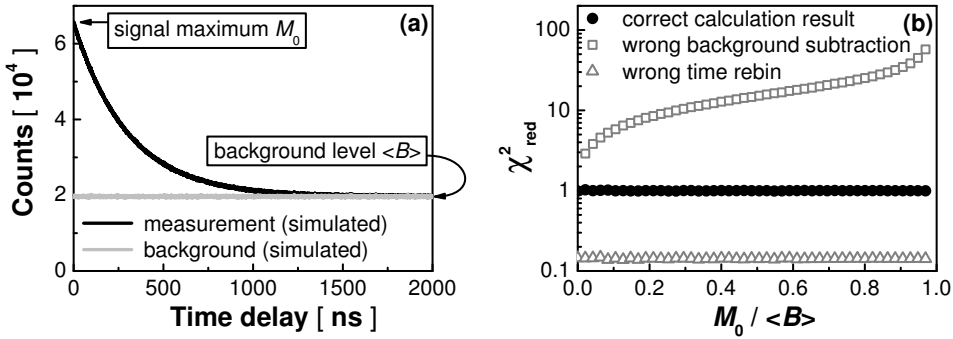 (a)
signal maximum M₀
background level <B>
measurement (simulated)
background (simulated)
Counts [ 10⁴ ]
6
4
2
0
0 500 1000 1500 2000
Time delay [ ns ]
(b)
correct calculation result
wrong background subtraction
wrong time rebin
χ²red
100
10
1
0.1
0.0 0.2 0.4 0.6 0.8 1.0
M₀ / <B>